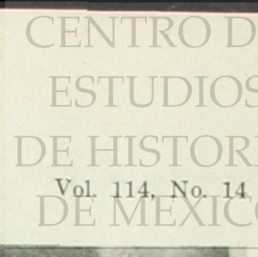 CENTRO D
ESTUDIOS
DE HISTOR
Vol. 114, No. 14
DE MEXIC